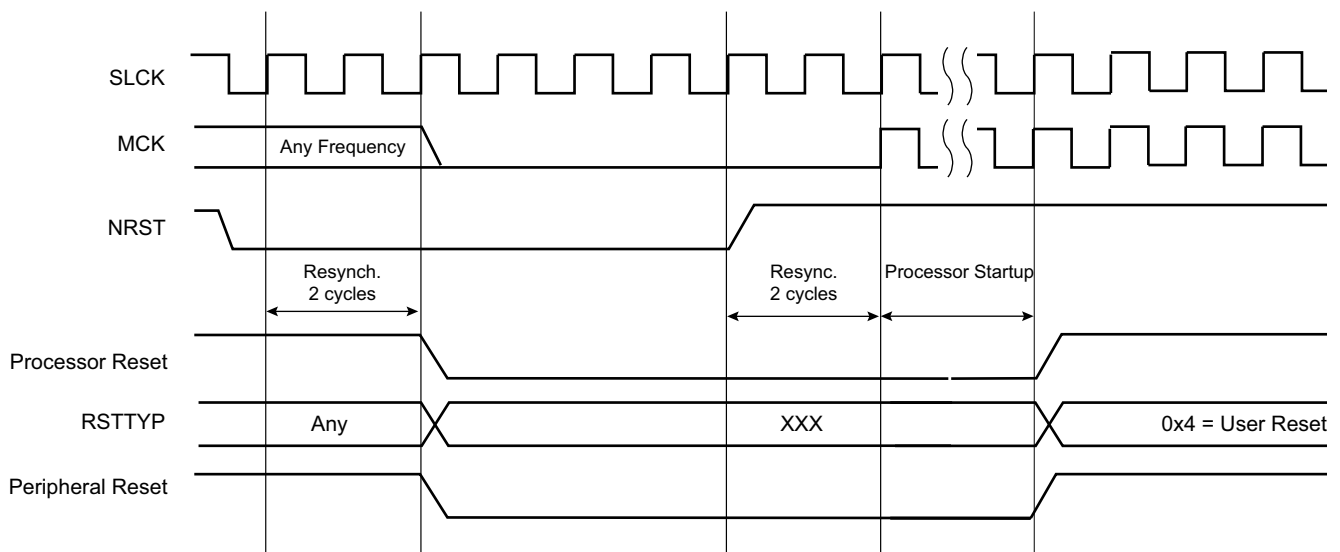 SLCK
MCK
Any Frequency
NRST
Resynch.
2 cycles
Resync.
2 cycles
Processor Startup
Processor Reset
RSTTYP
Any
XXX
0x4 = User Reset
Peripheral Reset